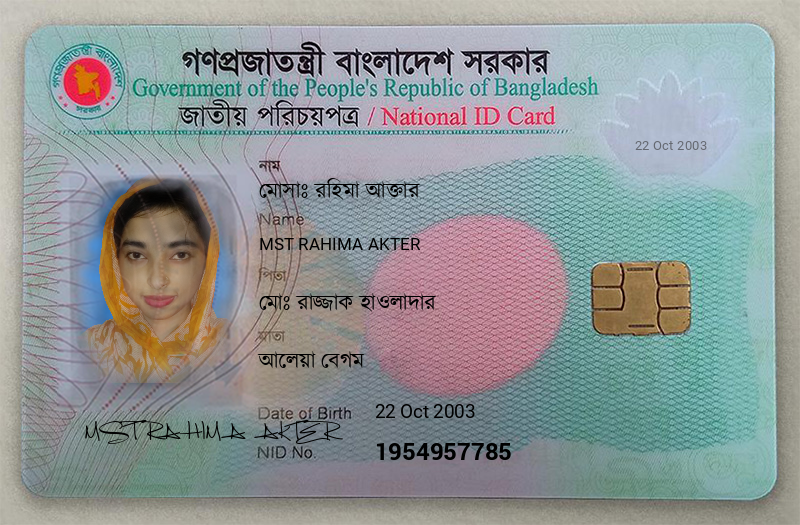 গণপ্রজাতন্ত্রী বাংলাদেশ সরকার
Government of the People's Republic of Bangladesh
জাতীয় পরিচয়পত্র / National ID Card
22 Oct 2003
নাম
মোসাঃ রহিমা আক্তার
Name
MST RAHIMA AKTER
পিতা
মোঃ রাজ্জাক হাওলাদার
মাতা
আলেয়া বেগম
Date of Birth 22 Oct 2003
MST RAHIMA AKTER
NID No. 1954957785